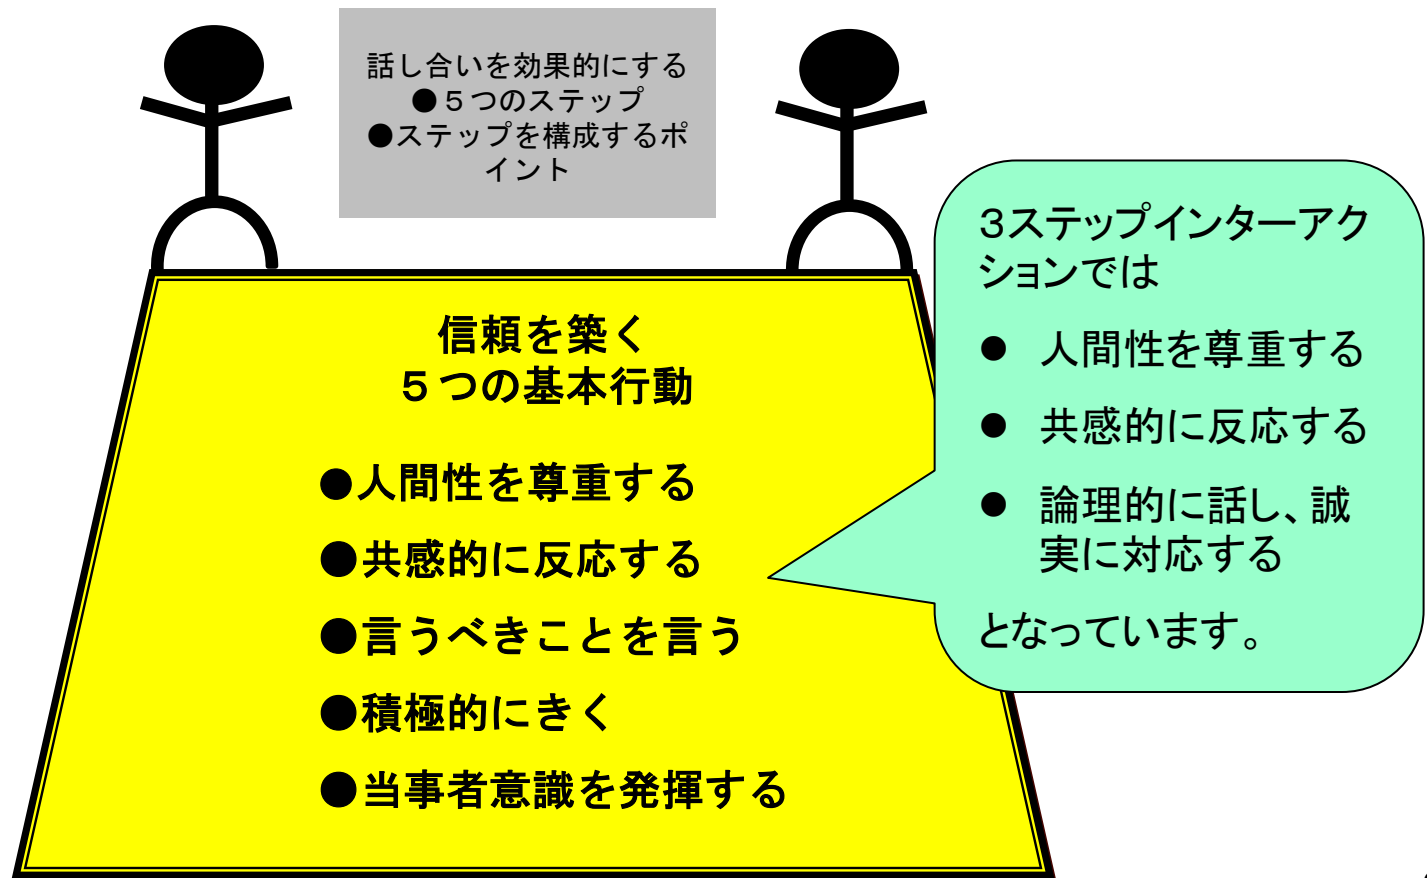 話し合いを効果的にする
●５つのステップ
●ステップを構成するポ
イント
信頼を築く
５つの基本行動
●人間性を尊重する
●共感的に反応する
●言うべきことを言う
●積極的にきく
●当事者意識を発揮する
３ステップインターアク
ションでは
● 人間性を尊重する
● 共感的に反応する
● 論理的に話し、誠
実に対応する
となっています。